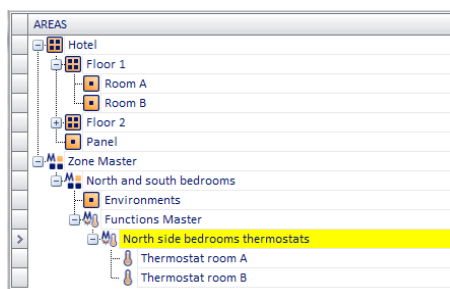 AREAS
Hotel
Floor 1
Room A
Room B
Floor 2
Panel
Zone Master
North and south bedrooms
Environments
Functions Master
North side bedrooms thermostats
Thermostat room A
Thermostat room B